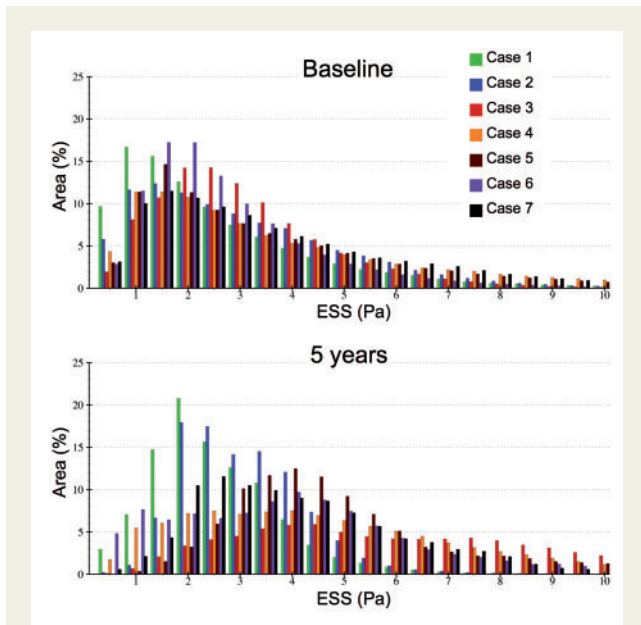 Baseline
Case 1
Case 2
Case 3
Case 4
Case 5
Case 6
Case 7
25
20
15
10
5
0
Area (%)
1 2 3 4 5 6 7 8 9 10
ESS (Pa)
5 years
25
20
15
10
5
0
Area (%)
1 2 3 4 5 6 7 8 9 10
ESS (Pa)